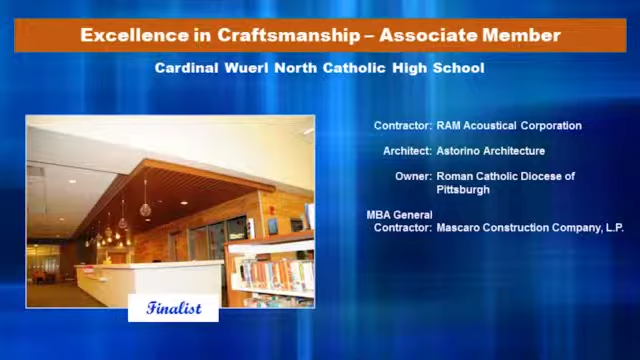 Excellence in Craftsmanship – Associate Member
Cardinal Wuerl North Catholic High School
Contractor: RAM Acoustical Corporation
Architect: Astorino Architecture
Owner: Roman Catholic Diocese of
Pittsburgh
MBA General
Contractor: Mascaro Construction Company, L.P.
Finalist